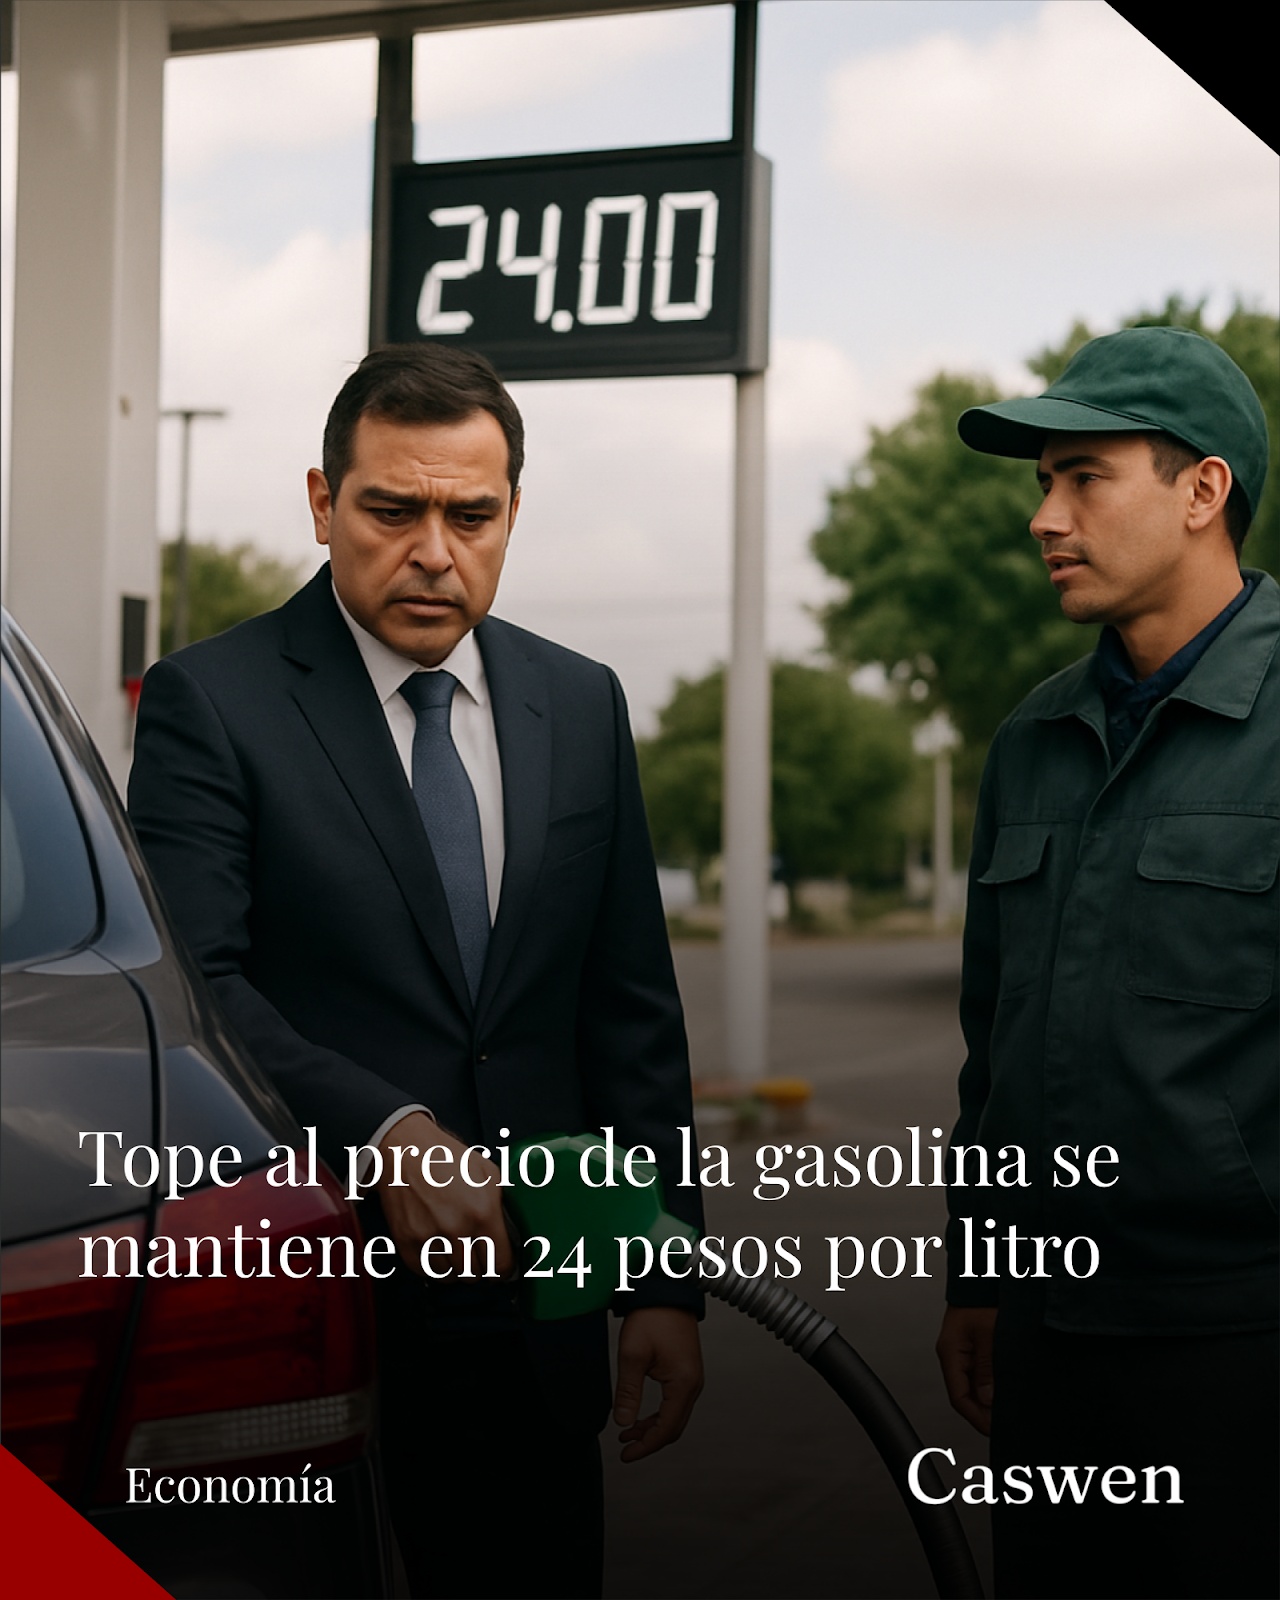 24.00
Tope al precio de la gasolina se
mantiene en 24 pesos por litro
Economía
Caswen